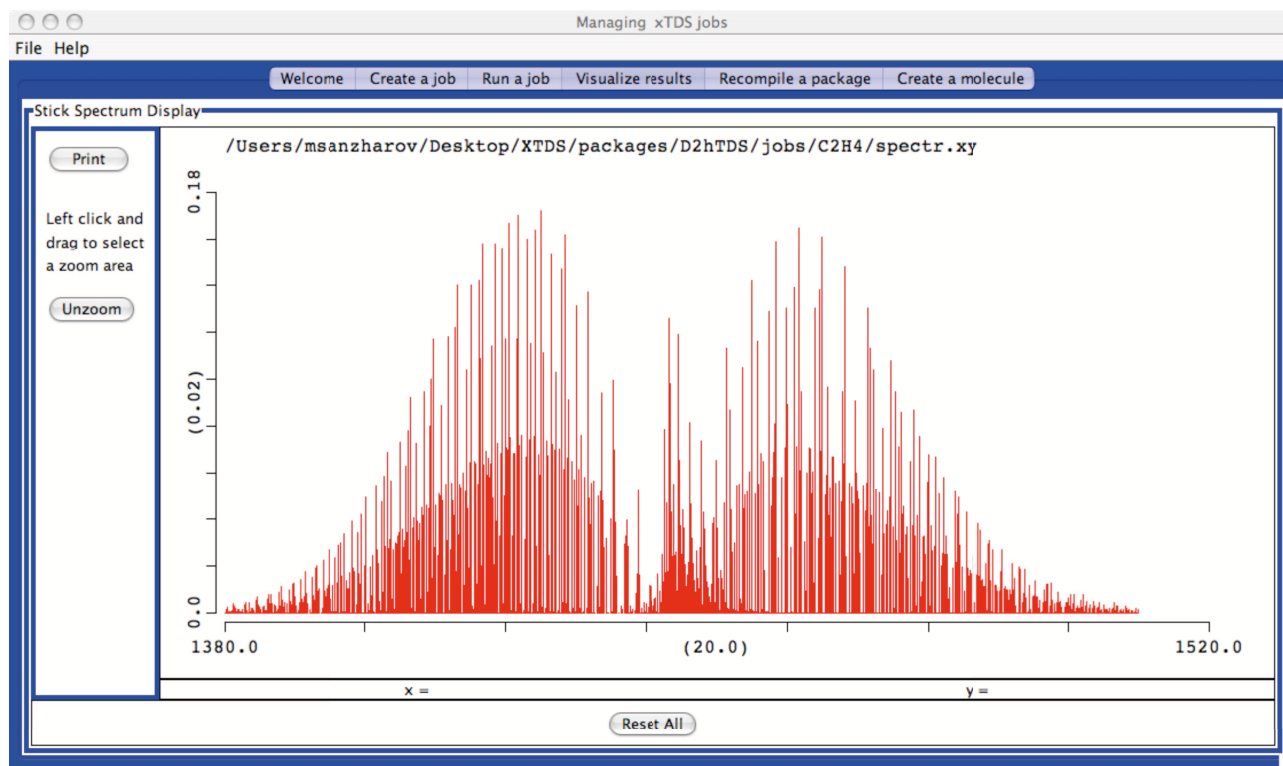 Managing xTDS jobs
File Help
Welcome Create a job Run a job Visualize results Recompile a package Create a molecule
Stick Spectrum Display
Print
Left click and
drag to select
a zoom area
Unzoom
/Users/msanzharov/Desktop/XTDS/packages/D2hTDS/jobs/C2H4/spectr.xy
0.18
(0.02)
0.0
1380.0 (20.0) 1520.0
x = y =
Reset All